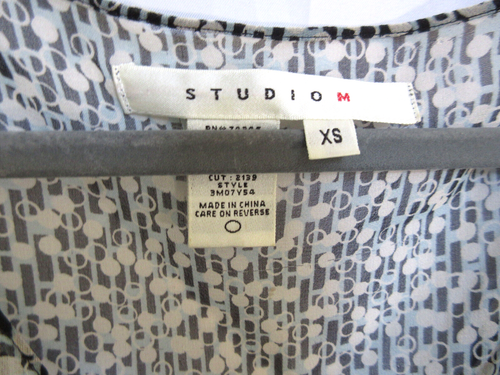 STUDIO M
XS
CUT: 2139
STYLE
3M07Y54
MADE IN CHINA
CARE ON REVERSE